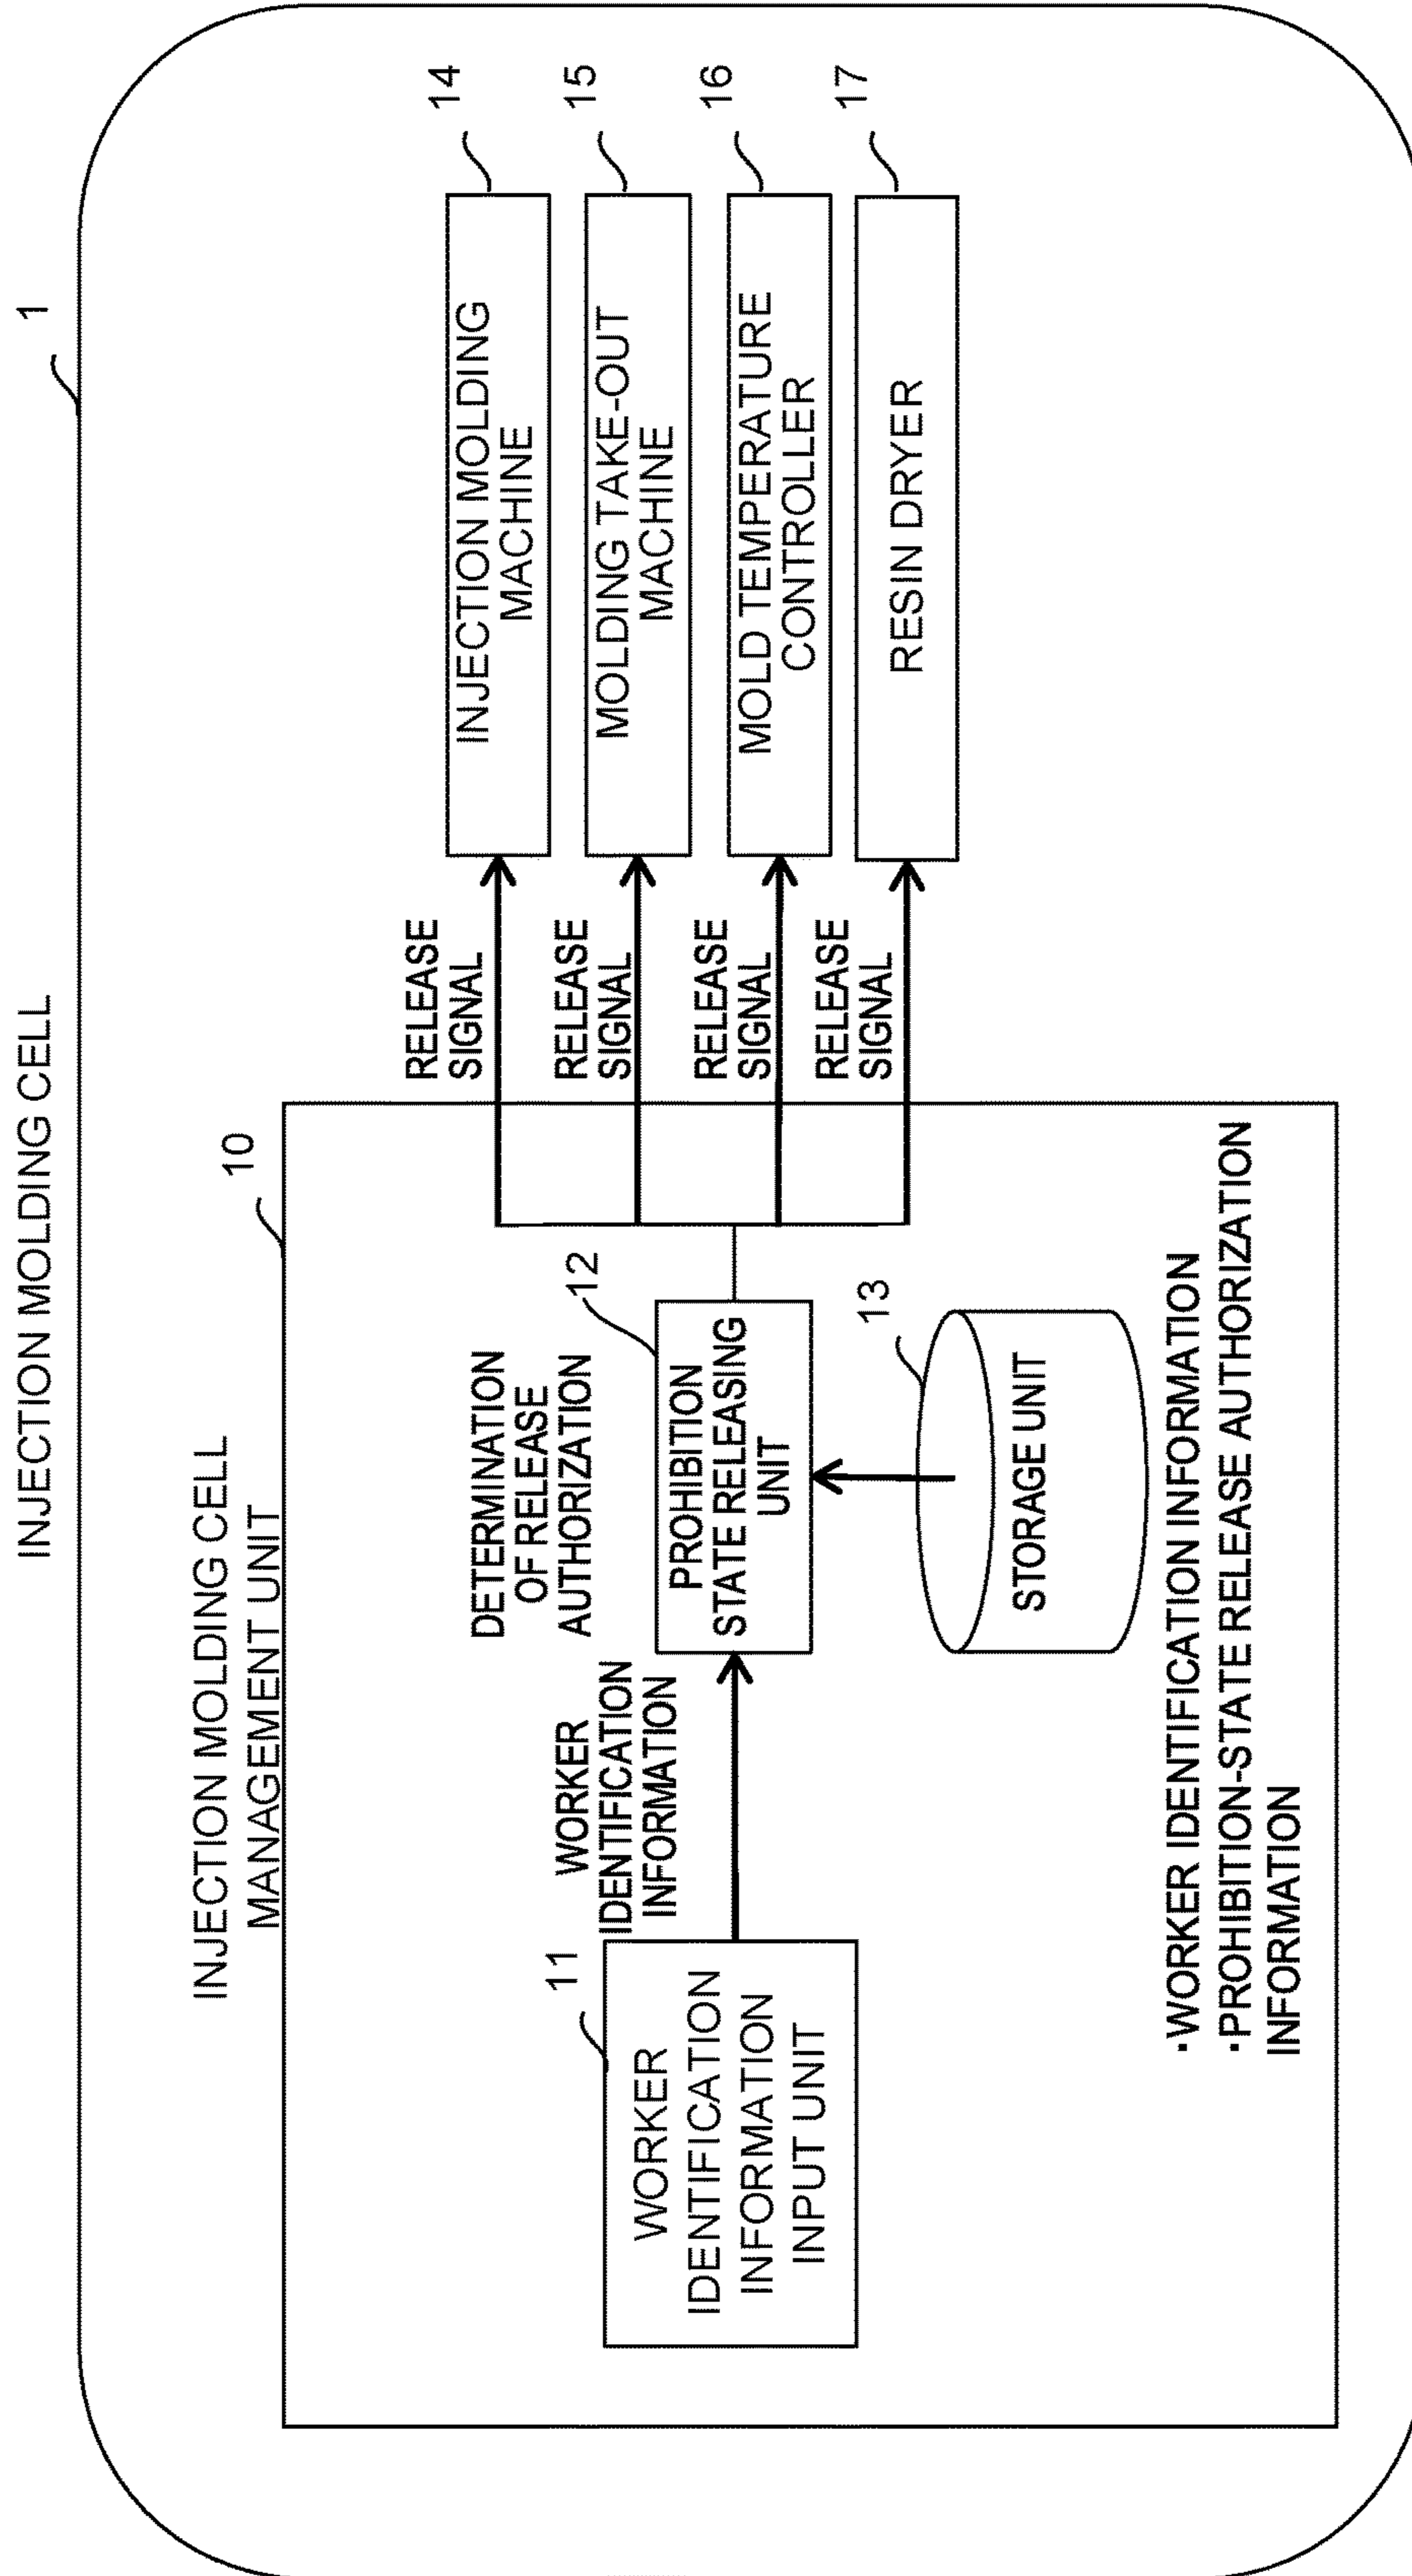 INJECTION MOLDING CELL
1
INJECTION MOLDING CELL
MANAGEMENT UNIT
10
11
WORKER
IDENTIFICATION
INFORMATION
INPUT UNIT
WORKER
IDENTIFICATION
INFORMATION
DETERMINATION
OF RELEASE
AUTHORIZATION
12
PROHIBITION
STATE RELEASING
UNIT
13
STORAGE UNIT
·WORKER IDENTIFICATION INFORMATION
·PROHIBITION-STATE RELEASE AUTHORIZATION
INFORMATION
RELEASE
SIGNAL
RELEASE
SIGNAL
RELEASE
SIGNAL
RELEASE
SIGNAL
14
INJECTION MOLDING
MACHINE
15
MOLDING TAKE-OUT
MACHINE
16
MOLD TEMPERATURE
CONTROLLER
17
RESIN DRYER